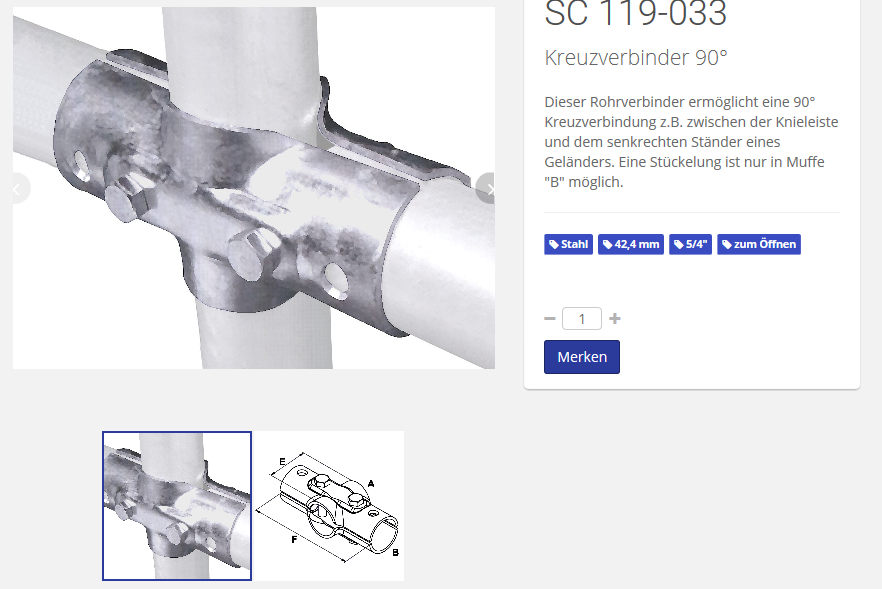 SC 119-033
Kreuzverbinder 90°
Dieser Rohrverbinder ermöglicht eine 90°
Kreuzverbindung z.B. zwischen der Knieleiste
und dem senkrechten Ständer eines
Geländers. Eine Stückelung ist nur in Muffe
"B" möglich.
Stahl 42,4 mm 5/4" zum Öffnen
1
Merken
E
A
F
B